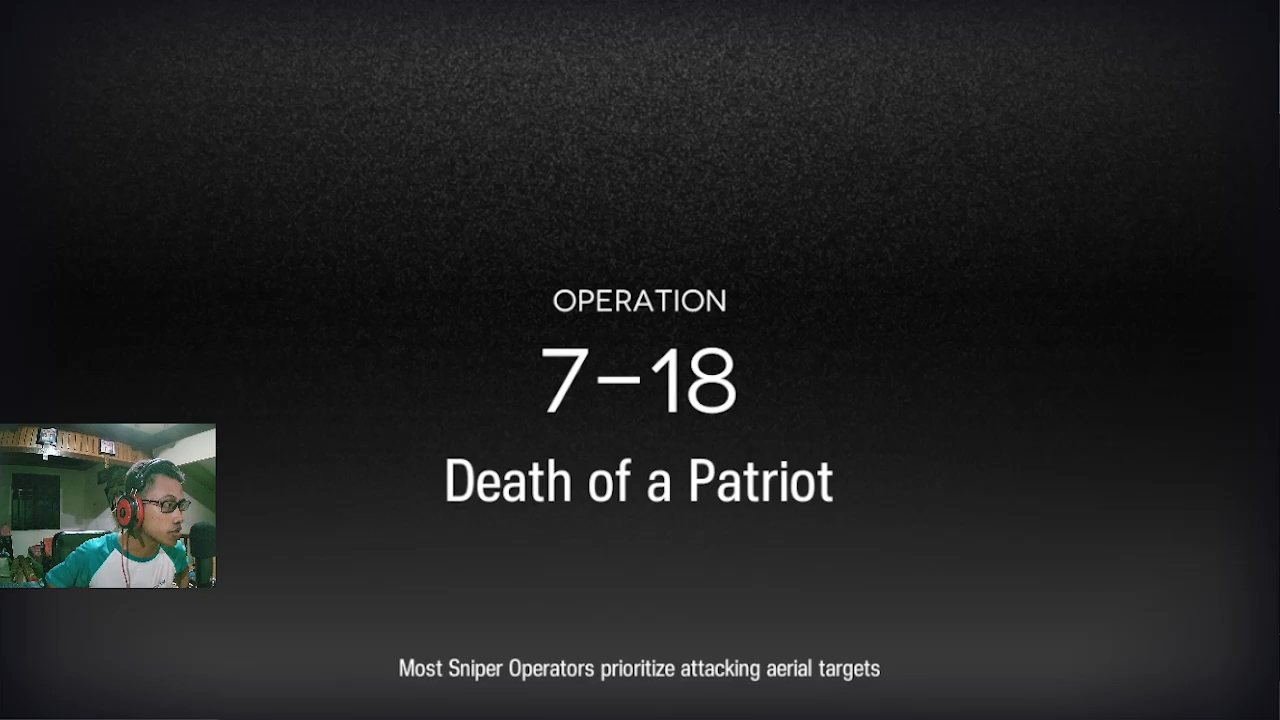 OPERATION
7-18
Death of a Patriot
Most Sniper Operators prioritize attacking aerial targets